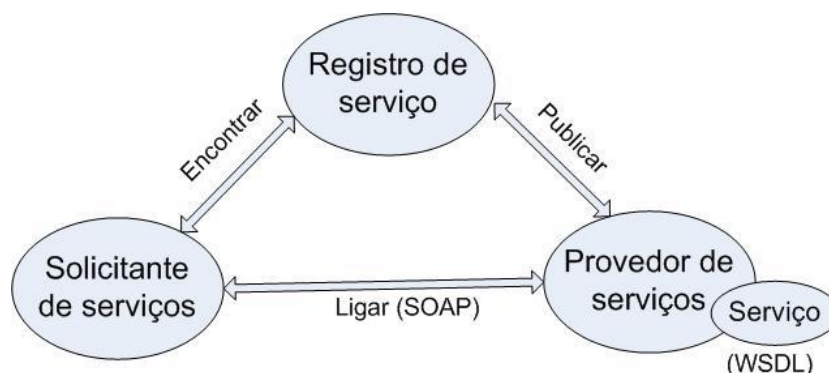 Registro de
serviço
Encontrar
Publicar
Solicitante
de serviços
Ligar (SOAP)
Provedor de
serviços
Serviço
(WSDL)